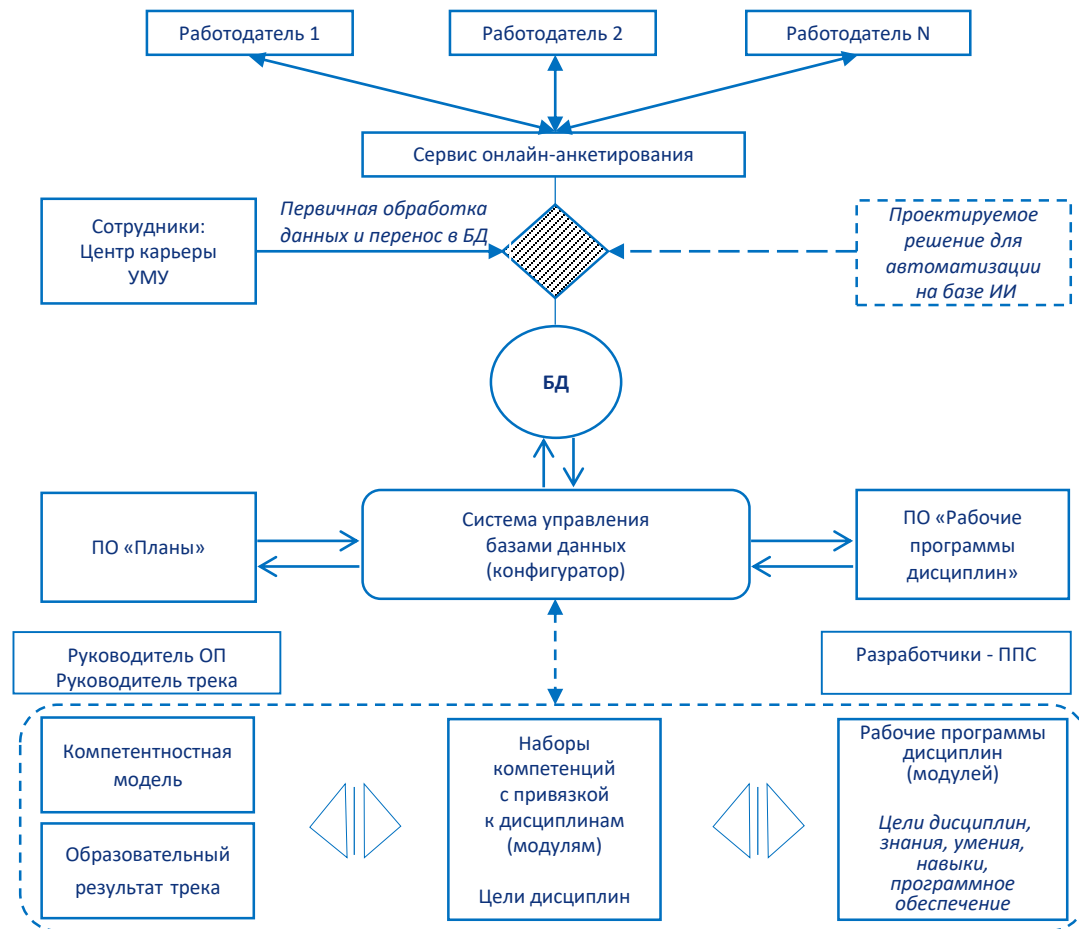 Работодатель 1
Работодатель 2
Работодатель N
Сервис онлайн-анкетирования
Сотрудники:
Центр карьеры
УМУ
Первичная обработка
данных и перенос в БД
Проектируемое
решение для
автоматизации
на базе ИИ
БД
ПО «Планы»
Система управления
базами данных
(конфигуратор)
ПО «Рабочие
программы
дисциплин»
Руководитель ОП
Руководитель трека
Разработчики - ППС
Компетентностная
модель
Образовательный
результат трека
Наборы
компетенций
с привязкой
к дисциплинам
(модулям)
Цели дисциплин
Рабочие программы
дисциплин
(модулей)
Цели дисциплин,
знания, умения,
навыки,
программное
обеспечение